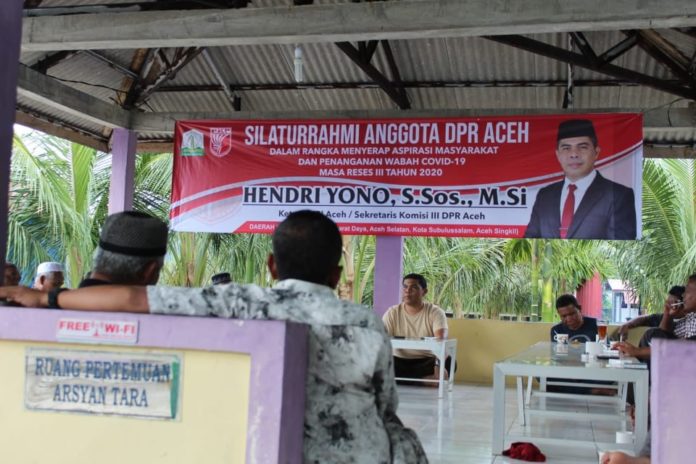 SILATURRAHMI ANGGOTA DPR ACEH
DALAM RANGKA MENYERAP ASPIRASI MASYARAKAT
DAN PENANGANAN WABAH COVID-19
MASA RESES III TAHUN 2020
HENDRI YONO, S.Sos., M.Si
Aceh / Sekretaris Komisi III DPR Aceh
DAERAH Barat Daya, Aceh Selatan, Kota Subulussalam, Aceh Singkil)
FREE WI-FI
RUANG PERTEMUAN
ARSYAN TARA